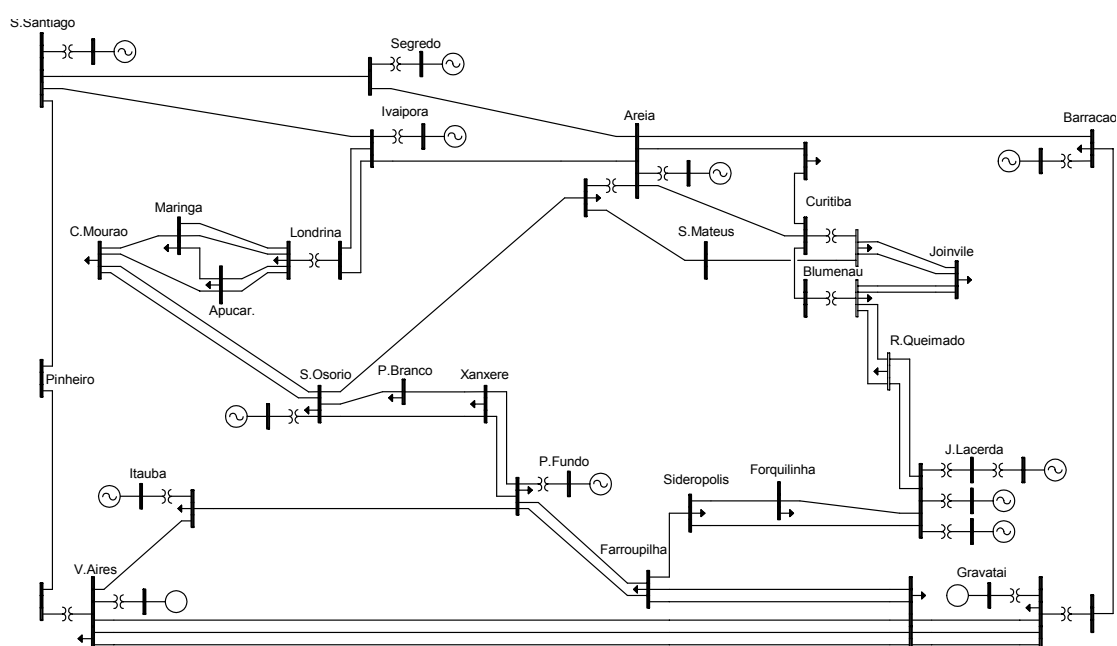 S.Santiago
Segredo
Ivaipora
Areia
Barracao
Maringa
C.Mourao
Londrina
Curitiba
S.Mateus
Joinvile
Blumenau
Apucar.
R.Queimado
Pinheiro
S.Osorio
P.Branco
Xanxere
J.Lacerda
Itauba
P.Fundo
Sideropolis
Forquilinha
Farroupilha
V.Aires
Gravatai